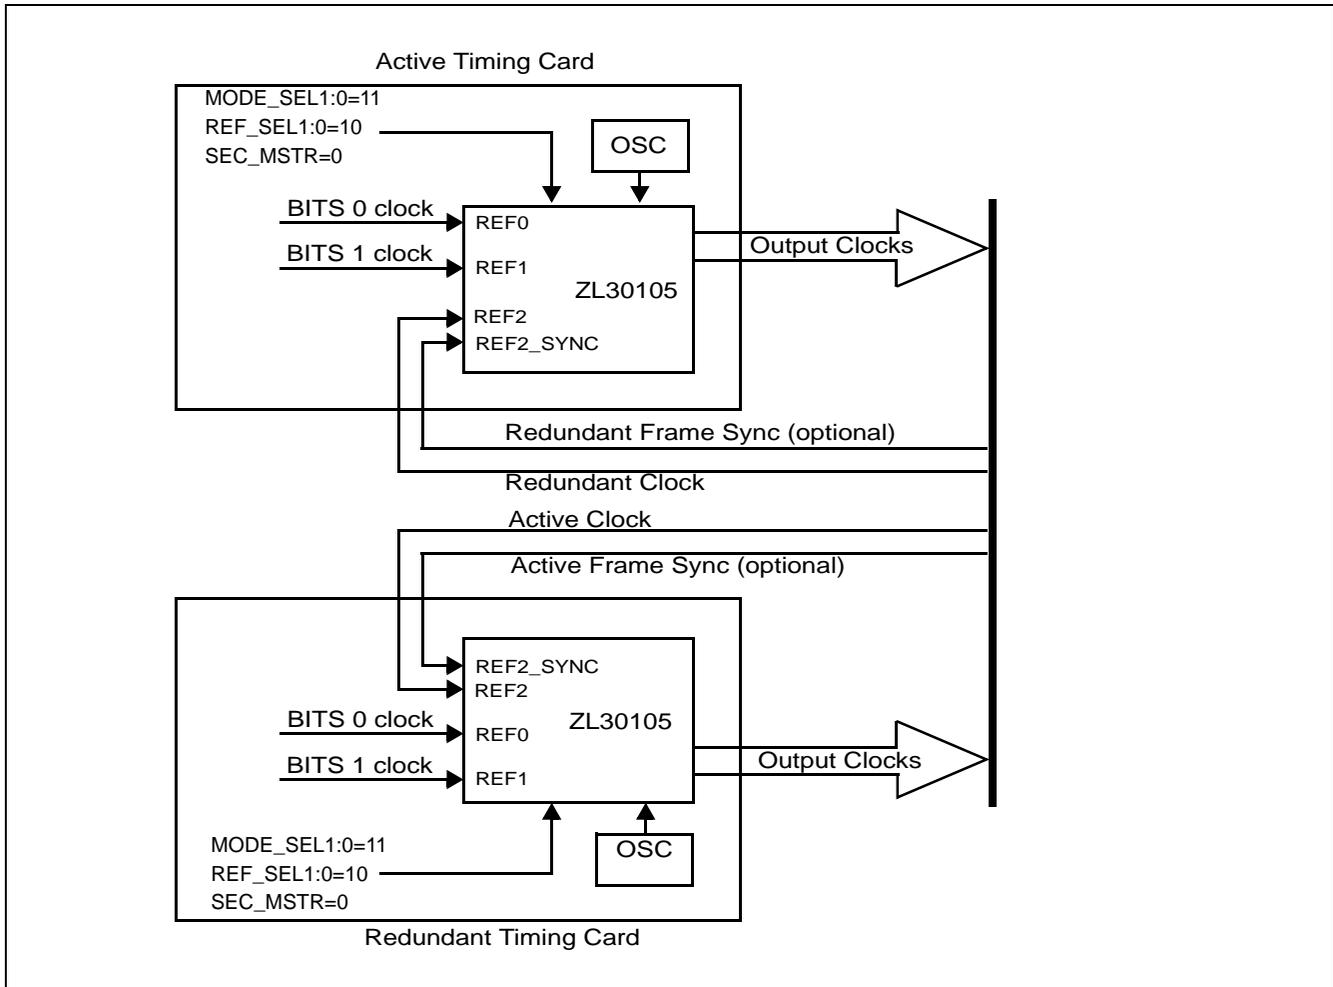 Active Timing Card
MODE_SEL1:0=11
REF_SEL1:0=10
SEC_MSTR=0
OSC
BITS 0 clock
REF0
BITS 1 clock
REF1
ZL30105
REF2
REF2_SYNC
Output Clocks
Redundant Frame Sync (optional)
Redundant Clock
Active Clock
Active Frame Sync (optional)
REF2_SYNC
REF2
BITS 0 clock
REF0
ZL30105
BITS 1 clock
REF1
Output Clocks
MODE_SEL1:0=11
REF_SEL1:0=10
SEC_MSTR=0
OSC
Redundant Timing Card